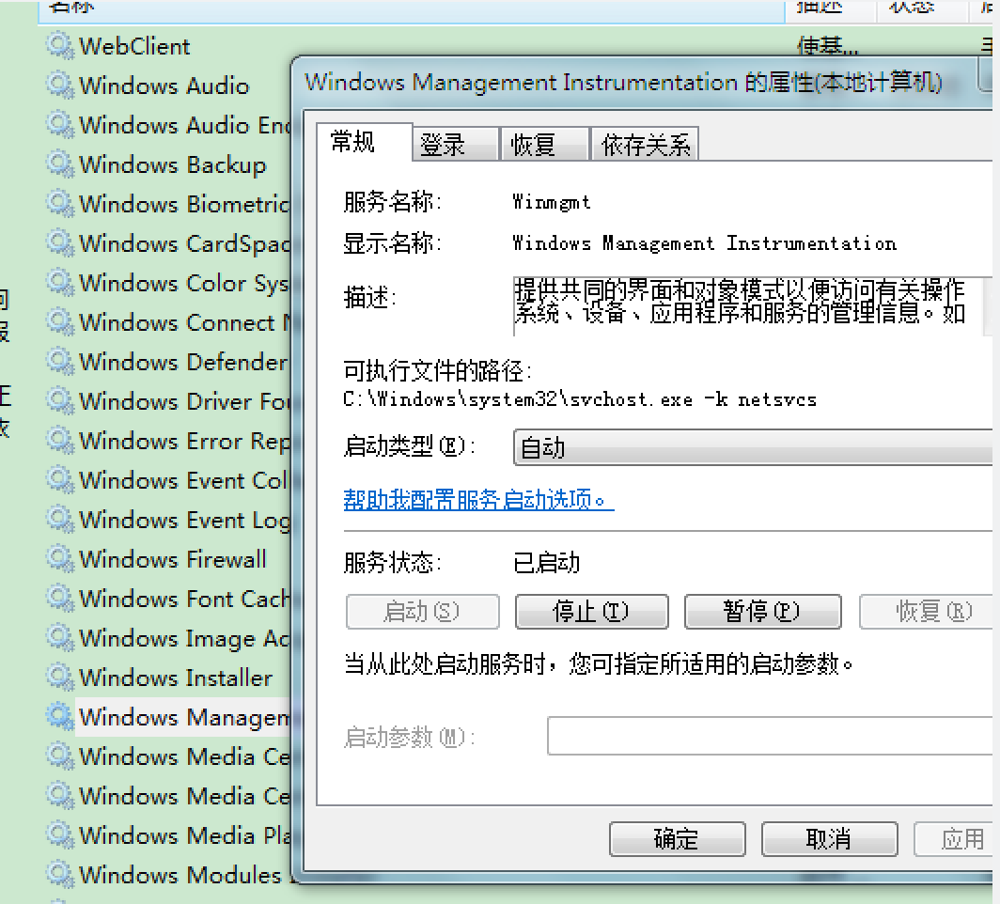 名称 描述 状态
WebClient 使基...
Windows Audio
Windows Audio End
Windows Backup
Windows Biometric
Windows CardSpac
Windows Color Sys
Windows Connect N
Windows Defender
Windows Driver Fou
Windows Error Rep
Windows Event Col
Windows Event Log
Windows Firewall
Windows Font Cach
Windows Image Ac
Windows Installer
Windows Managem
Windows Media Ce
Windows Media Ce
Windows Media Pla
Windows Modules
Windows Management Instrumentation 的属性(本地计算机)
常规 登录 恢复 依存关系
服务名称: Winmgmt
显示名称: Windows Management Instrumentation
描述: 提供共同的界面和对象模式以便访问有关操作
系统、设备、应用程序和服务的管理信息。如
可执行文件的路径:
C:\Windows\system32\svchost.exe -k netsvcs
启动类型(E): 自动
帮助我配置服务启动选项。
服务状态: 已启动
启动(S) 停止(T) 暂停(P) 恢复(R)
当从此处启动服务时，您可指定所适用的启动参数。
启动参数(M):
确定 取消 应用